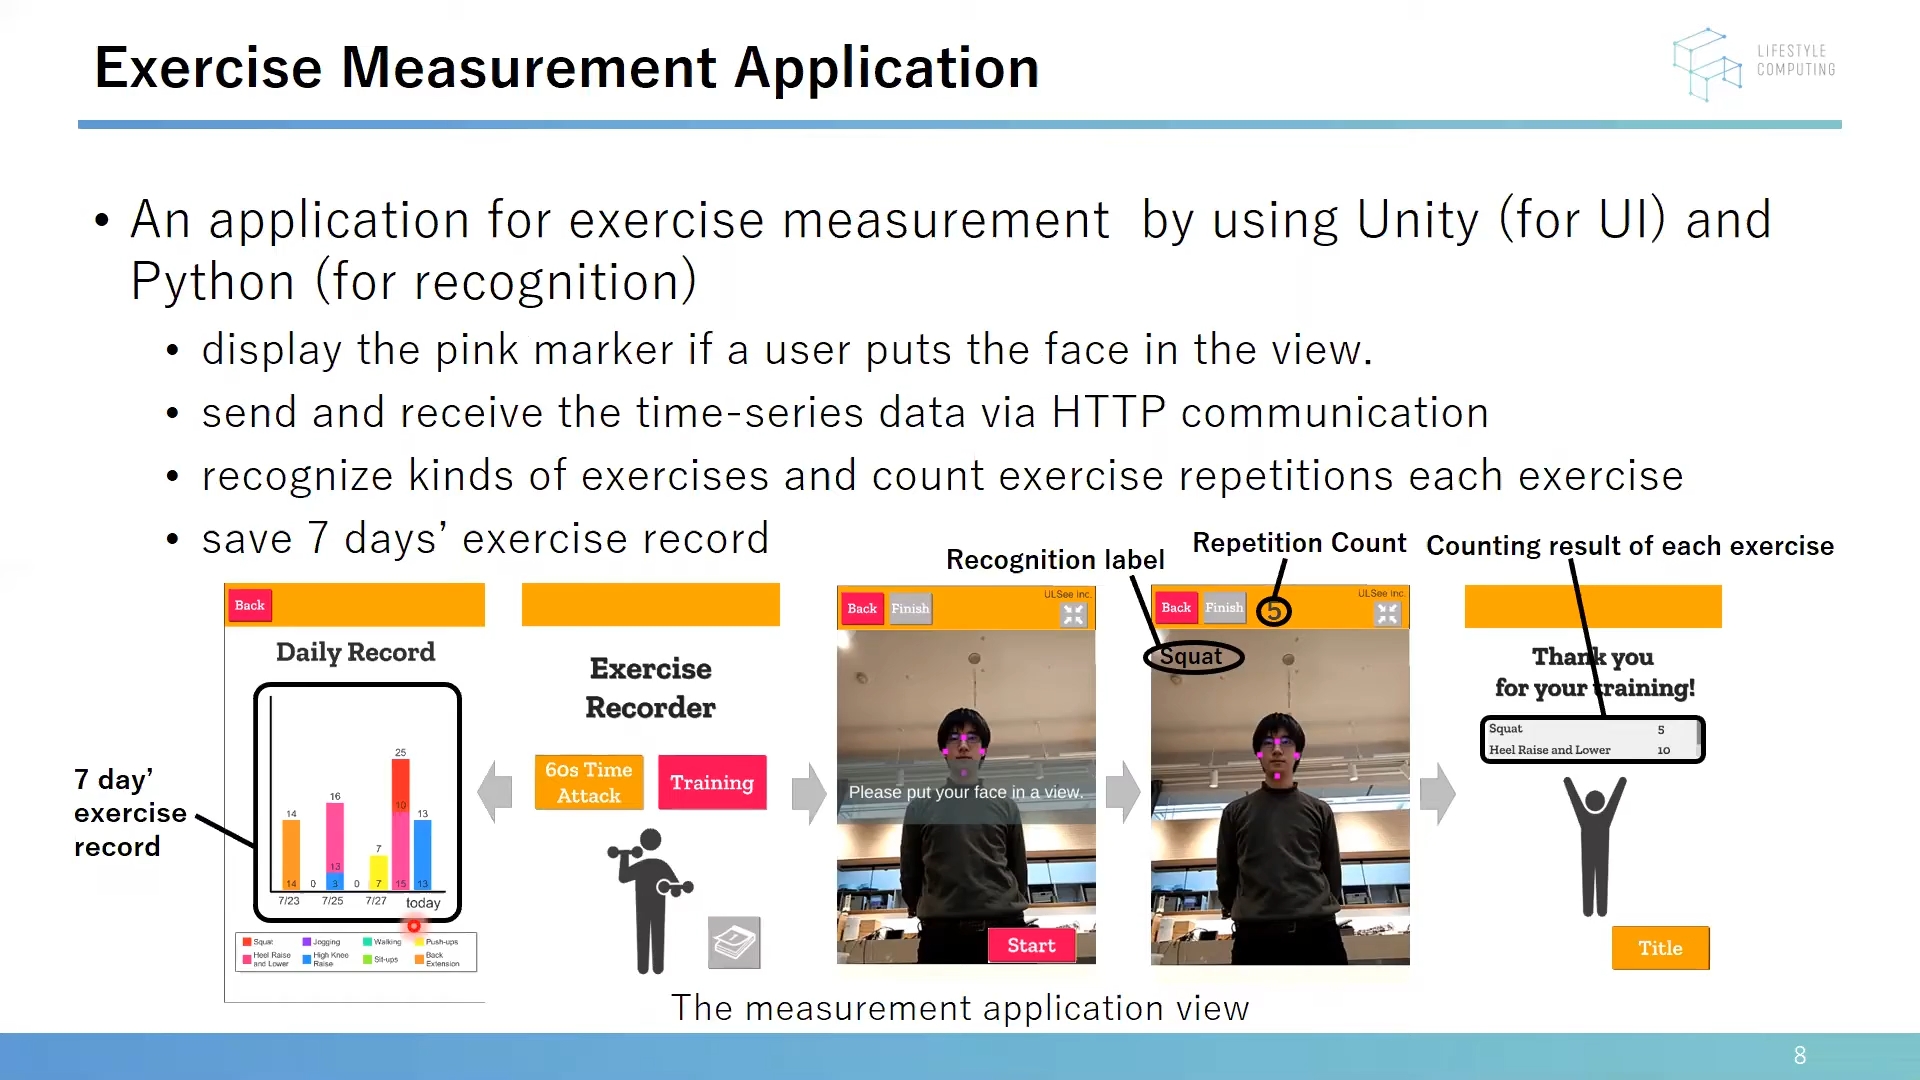 Exercise Measurement Application
LIFESTYLE
COMPUTING
• An application for exercise measurement by using Unity (for UI) and
Python (for recognition)
• display the pink marker if a user puts the face in the view.
• send and receive the time-series data via HTTP communication
• recognize kinds of exercises and count exercise repetitions each exercise
• save 7 days’ exercise record
Recognition label
Repetition Count
Counting result of each exercise
7 day’
exercise
record
Back
Daily Record
25
16
14
13
10
7
13
14
0
3
0
7
15
13
7/23
7/25
7/27
today
Squat
Jogging
Walking
Push-ups
Heel Raise
and Lower
High Knee
Raise
Sit-ups
Back
Extension
Exercise
Recorder
60s Time
Attack
Training
Back
Finish
ULSee Inc.
Please put your face in a view.
Start
Back
Finish
5
ULSee Inc.
Squat
Thank you
for your training!
Squat 5
Heel Raise and Lower 10
Title
The measurement application view
8